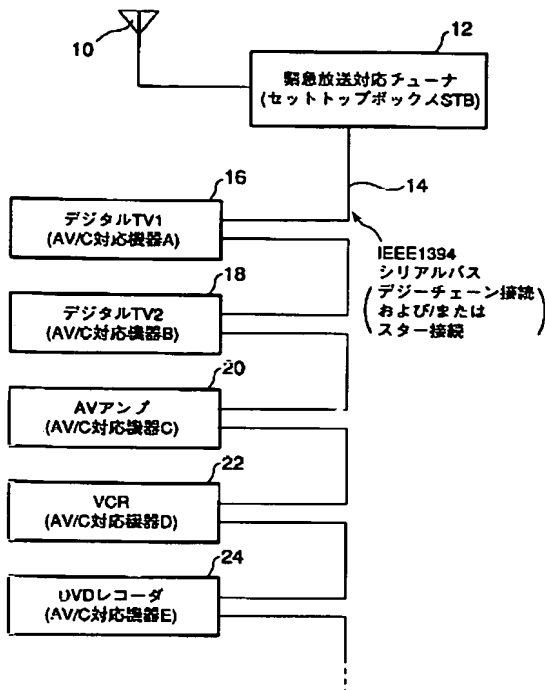 10
12
緊急放送対応チューナ
(セットトップボックスSTB)
14
16
デジタルTV1
(AV/C対応機器A)
IEEE1394
シリアルバス
(デジーチェーン接続
および/または
スター接続)
18
デジタルTV2
(AV/C対応機器B)
20
AVアンプ
(AV/C対応機器C)
22
VCR
(AV/C対応機器D)
24
DVDレコーダ
(AV/C対応機器E)